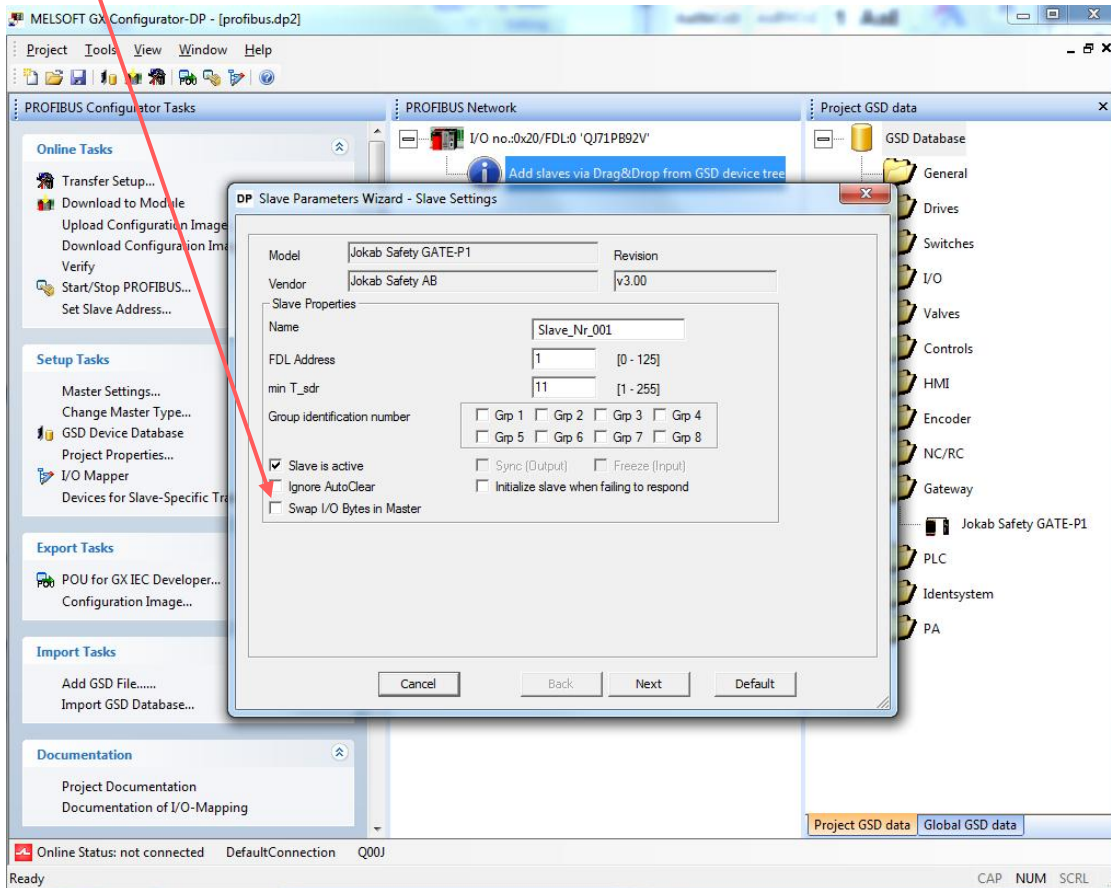 MELSOFT GX Configurator-DP - [profibus.dp2]
Project Tools View Window Help
PROFIBUS Configurator Tasks
Online Tasks
Transfer Setup...
Download to Module
Upload Configuration Image
Download Configuration Ima
Verify
Start/Stop PROFIBUS...
Set Slave Address...
Setup Tasks
Master Settings...
Change Master Type...
GSD Device Database
Project Properties...
I/O Mapper
Devices for Slave-Specific Tra
Export Tasks
POU for GX IEC Developer...
Configuration Image...
Import Tasks
Add GSD File......
Import GSD Database...
Documentation
Project Documentation
Documentation of I/O-Mapping
PROFIBUS Network
I/O no.:0x20/FDL:0 'QJ71PB92V'
Add slaves via Drag&Drop from GSD device tree
DP Slave Parameters Wizard - Slave Settings
Model Jokab Safety GATE-P1 Revision
Vendor Jokab Safety AB v3.00
Slave Properties
Name Slave_Nr_001
FDL Address 1 [0 - 125]
min T_sdr 11 [1 - 255]
Group identification number Grp 1 Grp 2 Grp 3 Grp 4
Grp 5 Grp 6 Grp 7 Grp 8
Slave is active Sync (Output) Freeze (Input)
Ignore AutoClear Initialize slave when failing to respond
Swap I/O Bytes in Master
Cancel Back Next Default
Project GSD data
GSD Database
General
Drives
Switches
I/O
Valves
Controls
HMI
Encoder
NC/RC
Gateway
Jokab Safety GATE-P1
PLC
Identsystem
PA
Project GSD data Global GSD data
Online Status: not connected DefaultConnection Q00J
Ready CAP NUM SCRL